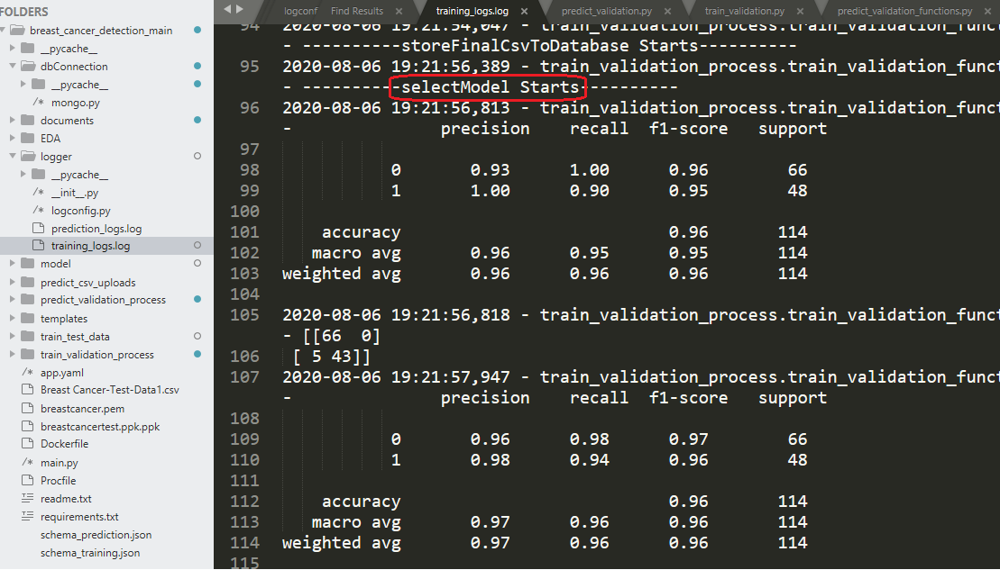 FOLDERS
breast_cancer_detection_main
__pycache__
dbConnection
__pycache__
/* mongo.py
documents
EDA
logger
__pycache__
/* __init__.py
/* logconfig.py
prediction_logs.log
training_logs.log
model
predict_csv_uploads
predict_validation_process
templates
train_test_data
train_validation_process
/* app.yaml
Breast Cancer-Test-Data1.csv
breastcancer.pem
breastcancertest.ppk.ppk
Dockerfile
/* main.py
Procfile
readme.txt
requirements.txt
schema_prediction.json
schema_training.json
logconf Find Results × training_logs.log × predict_validation.py × train_validation.py × predict_validation_functions.py ×
94 2020-08-06 19:21:54,047 - train_validation_process.train_validation_funct
- ----------storeFinalCsvToDatabase Starts----------
95 2020-08-06 19:21:56,389 - train_validation_process.train_validation_funct
- ----------selectModel Starts----------
96 2020-08-06 19:21:56,813 - train_validation_process.train_validation_funct
- precision recall f1-score support
97
98 0 0.93 1.00 0.96 66
99 1 1.00 0.90 0.95 48
100
101 accuracy 0.96 114
102 macro avg 0.96 0.95 0.95 114
103 weighted avg 0.96 0.96 0.96 114
104
105 2020-08-06 19:21:56,818 - train_validation_process.train_validation_funct
- [[66 0]
106 [ 5 43]]
107 2020-08-06 19:21:57,947 - train_validation_process.train_validation_funct
- precision recall f1-score support
108
109 0 0.96 0.98 0.97 66
110 1 0.98 0.94 0.96 48
111
112 accuracy 0.96 114
113 macro avg 0.97 0.96 0.96 114
114 weighted avg 0.97 0.96 0.96 114
115